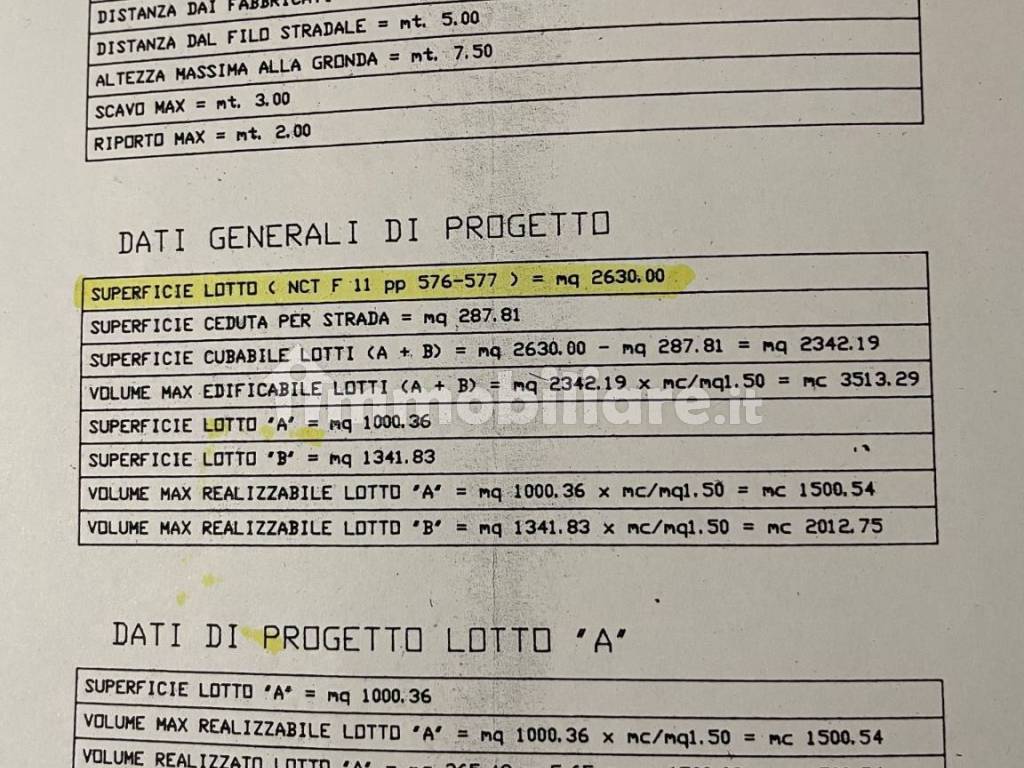 DISTANZA DAI
DISTANZA DAL FILO STRADALE = mt. 5.00
ALTEZZA MASSIMA ALLA GRONDA = mt. 7.50
SCAVO MAX = mt. 3.00
RIPORTO MAX = mt. 2.00
DATI GENERALI DI PROGETTO
SUPERFICIE LOTTO ( NCT F 11 pp 576-577 ) = mq 2630.00
SUPERFICIE CEDUTA PER STRADA = mq 287.81
SUPERFICIE CUBABILE LOTTI (A + B) = mq 2630.00 - mq 287.81 = mq 2342.19
VOLUME MAX EDIFICABILE LOTTI (A + B) = mq 2342.19 x mc/mq1.50 = mc 3513.29
immobiliare.it
SUPERFICIE LOTTO "A" = mq 1000.36
SUPERFICIE LOTTO "B" = mq 1341.83
VOLUME MAX REALIZZABILE LOTTO "A" = mq 1000.36 x mc/mq1.50 = mc 1500.54
VOLUME MAX REALIZZABILE LOTTO "B" = mq 1341.83 x mc/mq1.50 = mc 2012.75
DATI DI PROGETTO LOTTO "A"
SUPERFICIE LOTTO "A" = mq 1000.36
VOLUME MAX REALIZZABILE LOTTO "A" = mq 1000.36 x mc/mq1.50 = mc 1500.54
VOLUME REALIZZATO LOTTO "A" = mq